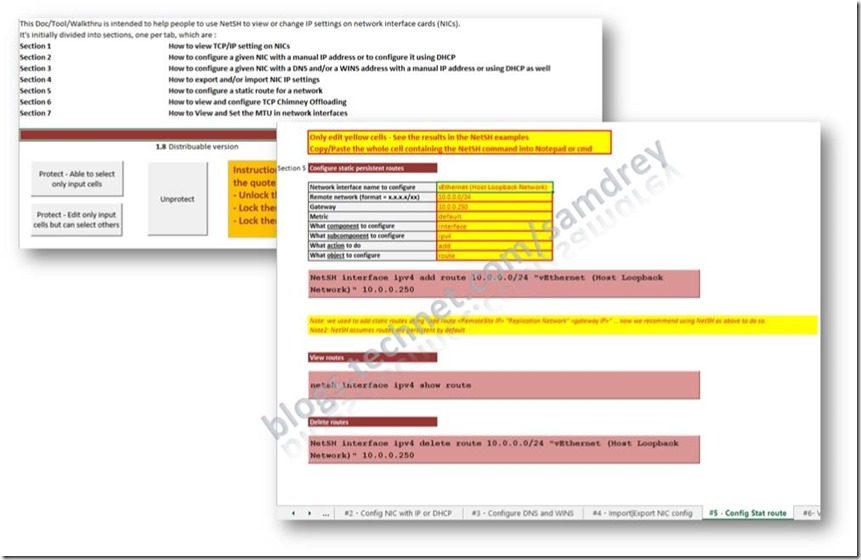 This Doc/Tool/Walkthru is intended to help people to use NetSH to view or change IP settings on network interface cards (NICs).
It's initially divided into sections, one per tab, which are :
Section 1 How to view TCP/IP setting on NICs
Section 2 How to configure a given NIC with a manual IP address or to configure it using DHCP
Section 3 How to configure a given NIC with a DNS and/or a WINS address with a manual IP address or using DHCP as well
Section 4 How to export and/or import NIC IP settings
Section 5 How to configure a static route for a network
Section 6 How to view and configure TCP Chimney Offloading
Section 7 How to View and Set the MTU in network interfaces
1.8 Distribuable version
Protect - Able to select
only input cells
Protect - Edit only input
cells but can select others
Unprotect
Instructio
the quote
- Unlock t
- Lock the
- Lock the
Only edit yellow cells - See the results in the NetSH examples
Copy/Paste the whole cell containing the NetSH command into Notepad or cmd
Section 5 Configure static persistent routes
Network interface name to configure vEthernet (Host Loopback Network)
Remote network (format = x.x.x.x/xx) 10.0.0.0/24
Gateway 10.0.0.250
Metric default
What component to configure interface
What subcomponent to configure ipv4
What action to do add
What object to configure route
NetSH interface ipv4 add route 10.0.0.0/24 "vEthernet (Host Loopback
Network)" 10.0.0.250
Note: we used to add static routes using route <RemoteSite IP> "Replication Network" <gateway IP>" ... now we recommend using NetSH as above to do so.
Note2: NetSH assumes routes are persistent by default
View routes
netsh interface ipv4 show route
Delete routes
NetSH interface ipv4 delete route 10.0.0.0/24 "vEthernet (Host Loopback
Network)" 10.0.0.250
blogs.technet.com/samdrey
... #2 - Config NIC with IP or DHCP #3 - Configure DNS and WINS #4 - Import|Export NIC config #5 - Config Stat route #6- V